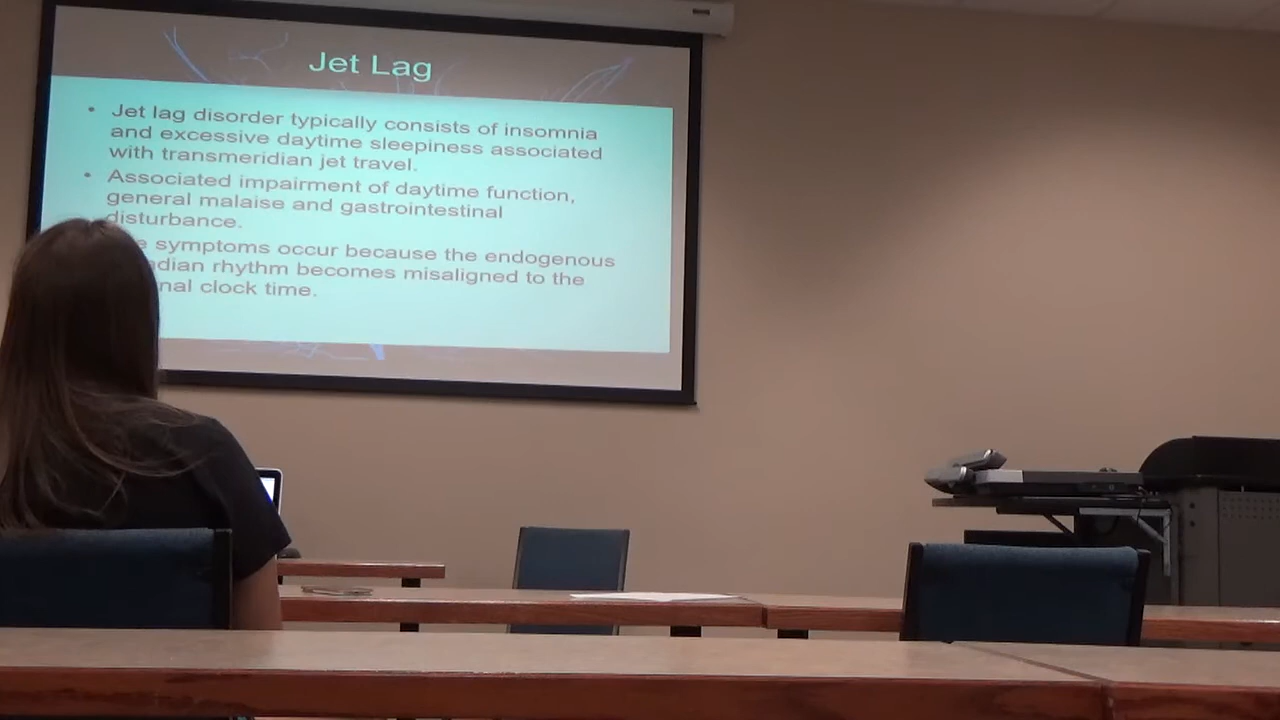 Jet Lag
• Jet lag disorder typically consists of insomnia
and excessive daytime sleepiness associated
with transmeridian jet travel.
• Associated impairment of daytime function,
general malaise and gastrointestinal
disturbance.
symptoms occur because the endogenous
rhythm becomes misaligned to the
clock time.